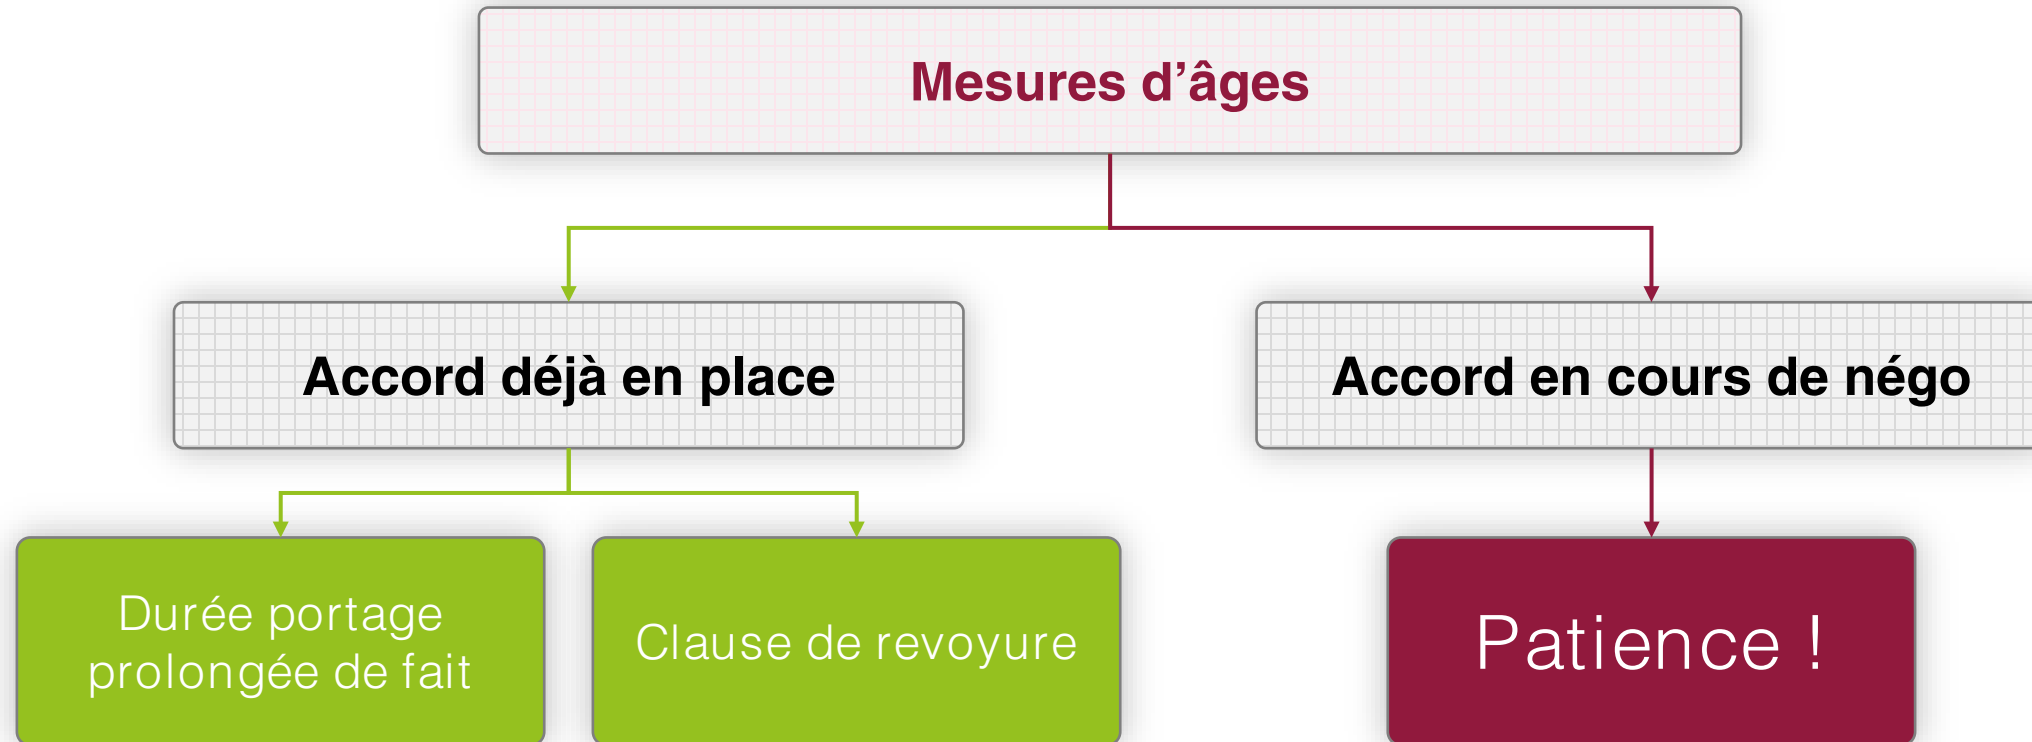 Mesures d’âges
Accord déjà en place
Accord en cours de négo
Durée portage
prolongée de fait
Clause de revoyure
Patience !